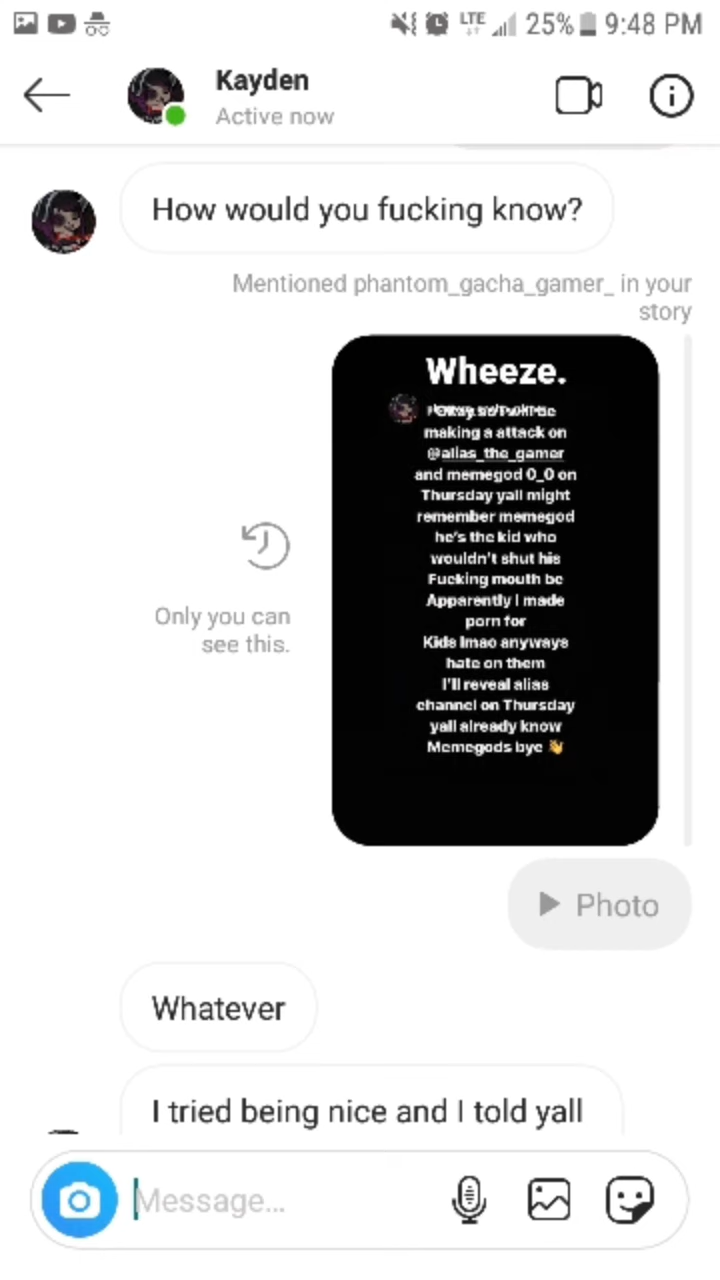 LTE 25% 9:48 PM
Kayden
Active now
How would you fucking know?
Mentioned phantom_gacha_gamer_ in your
story
Wheeze.
making a attack on
@alias_the_gamer
and memegod 0_0 on
Thursday yall might
remember memegod
he's the kid who
wouldn't shut his
Fucking mouth be
Apparently I made
porn for
Kids lmao anyways
hate on them
I'll reveal alias
channel on Thursday
yall already know
Memegods bye 👋
Only you can
see this.
Photo
Whatever
I tried being nice and I told yall
Message...